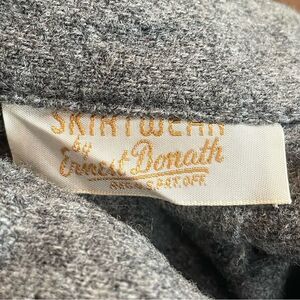 SKIRTWEAR
by
Ernest Donath
REG. U.S. PAT. OFF.